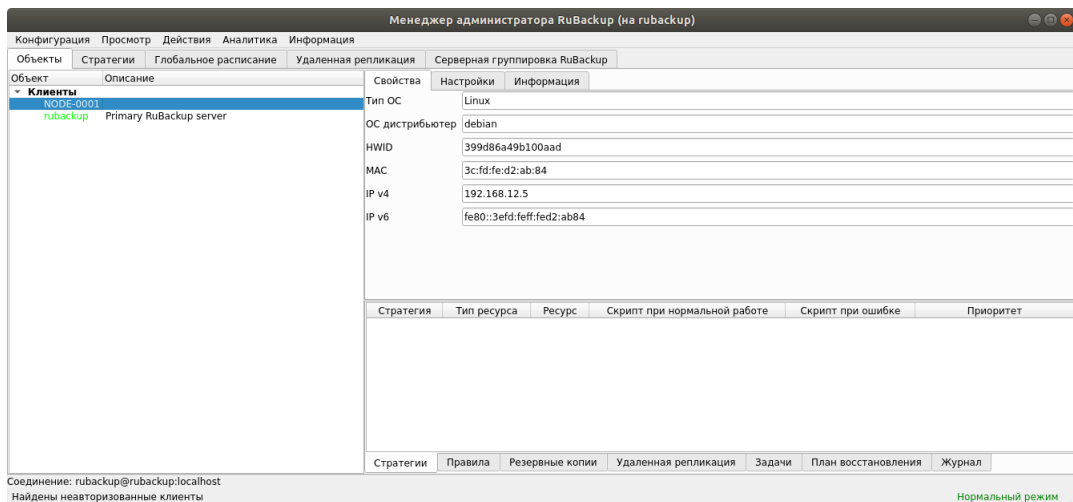 Менеджер администратора RuBackup (на rubackup)
Конфигурация Просмотр Действия Аналитика Информация
Объекты Стратегии Глобальное расписание Удаленная репликация Серверная группировка RuBackup
Объект Описание
Клиенты
NODE-0001
rubackup Primary RuBackup server
Свойства Настройки Информация
Тип ОС Linux
ОС дистрибьютер debian
HWID 399d86a49b100aad
MAC 3c:fd:fe:d2:ab:84
IP v4 192.168.12.5
IP v6 fe80::3efd:feff:fed2:ab84
Стратегия Тип ресурса Ресурс Скрипт при нормальной работе Скрипт при ошибке Приоритет
Стратегии Правила Резервные копии Удаленная репликация Задачи План восстановления Журнал
Соединение: rubackup@rubackup:localhost
Найдены неавторизованные клиенты Нормальный режим